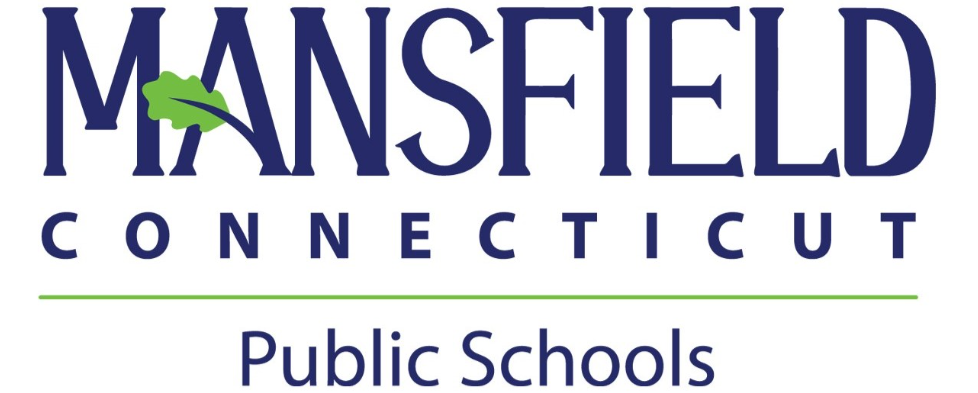 MANSFIELD
CONNECTICUT
Public Schools